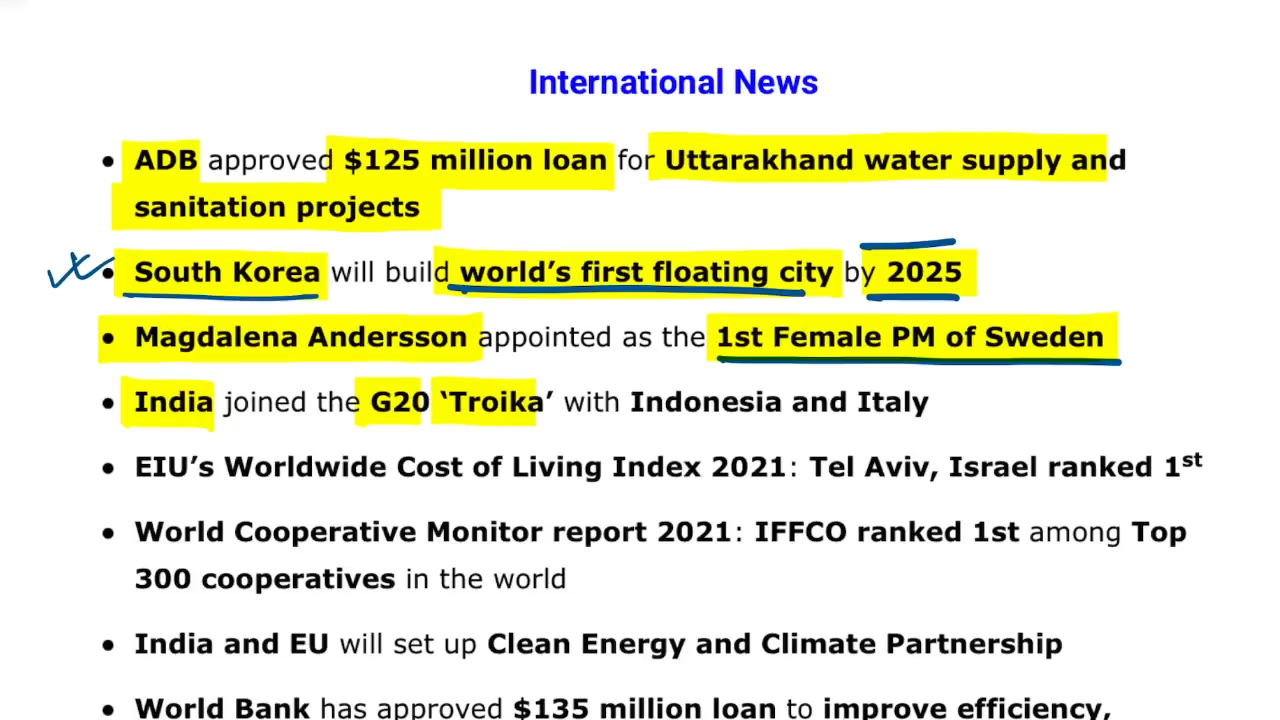 International News
• ADB approved $125 million loan for Uttarakhand water supply and
sanitation projects
• South Korea will build world’s first floating city by 2025
• Magdalena Andersson appointed as the 1st Female PM of Sweden
• India joined the G20 ‘Troika’ with Indonesia and Italy
• EIU’s Worldwide Cost of Living Index 2021: Tel Aviv, Israel ranked 1st
• World Cooperative Monitor report 2021: IFFCO ranked 1st among Top
300 cooperatives in the world
• India and EU will set up Clean Energy and Climate Partnership
• World Bank has approved $135 million loan to improve efficiency,